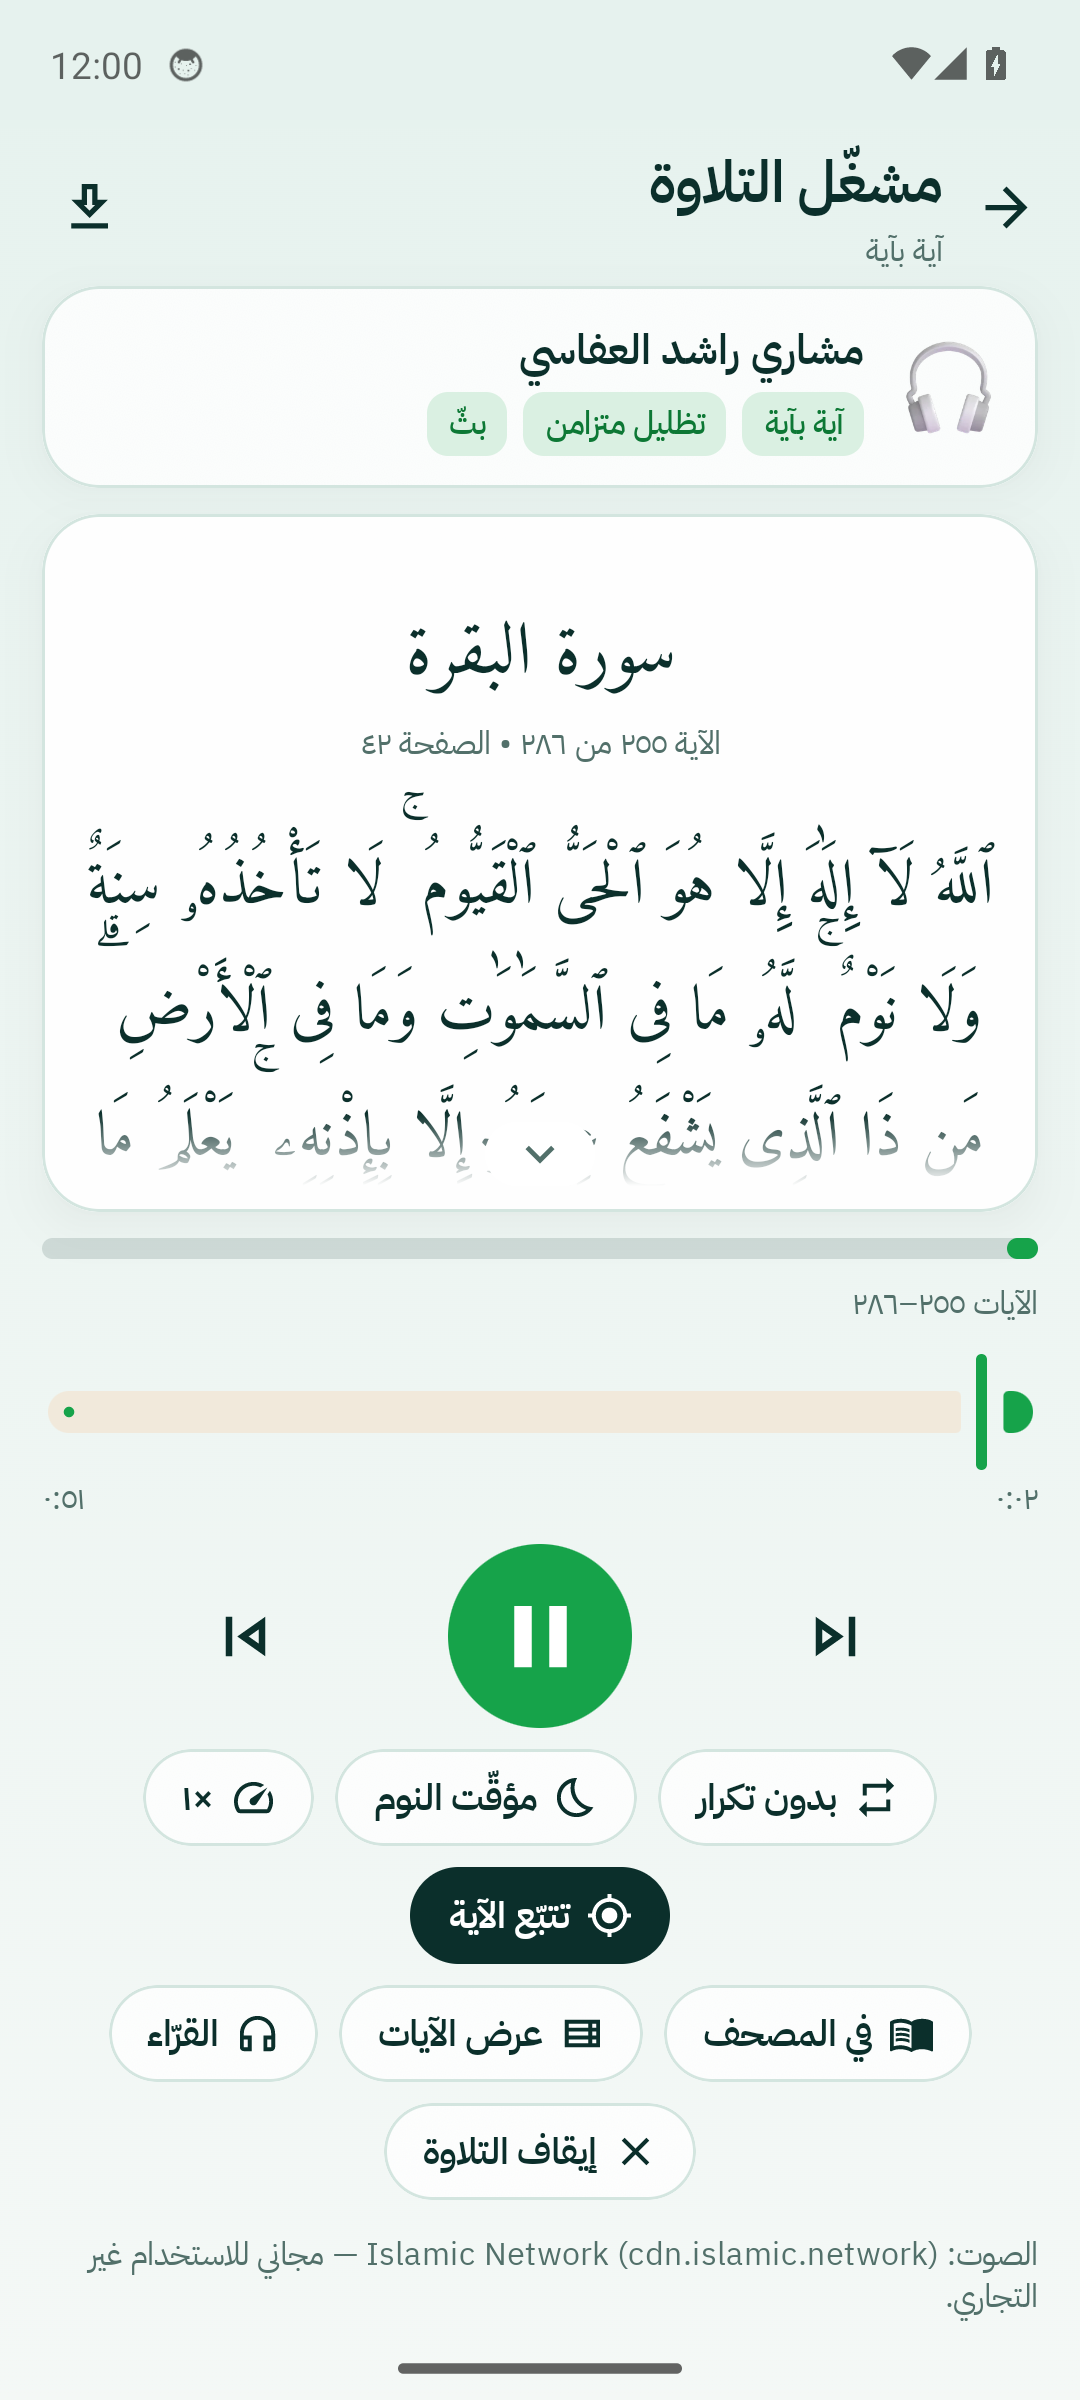 12:00
مشغّل التلاوة
آية بآية
مشاري راشد العفاسي
آية بآية
تظليل متزامن
بثّ
سورة البقرة
الآية ٢٥٥ من ٢٨٦ • الصفحة ٤٢
ٱللَّهُ لَآ إِلَٰهَ إِلَّا هُوَ ٱلْحَىُّ ٱلْقَيُّومُ ۚ لَا تَأْخُذُهُۥ سِنَةٌ
وَلَا نَوْمٌ ۚ لَّهُۥ مَا فِى ٱلسَّمَٰوَٰتِ وَمَا فِى ٱلْأَرْضِ ۗ
مَن ذَا ٱلَّذِى يَشْفَعُ إِلَّا بِإِذْنِهِۦ ۚ يَعْلَمُ مَا
الآيات ٢٥٥–٢٨٦
٠:٠٢
٠:٥١
بدون تكرار
مؤقّت النوم
×١
تتبّع الآية
في المصحف
عرض الآيات
القرّاء
إيقاف التلاوة
الصوت: Islamic Network (cdn.islamic.network) — مجاني للاستخدام غير
التجاري.